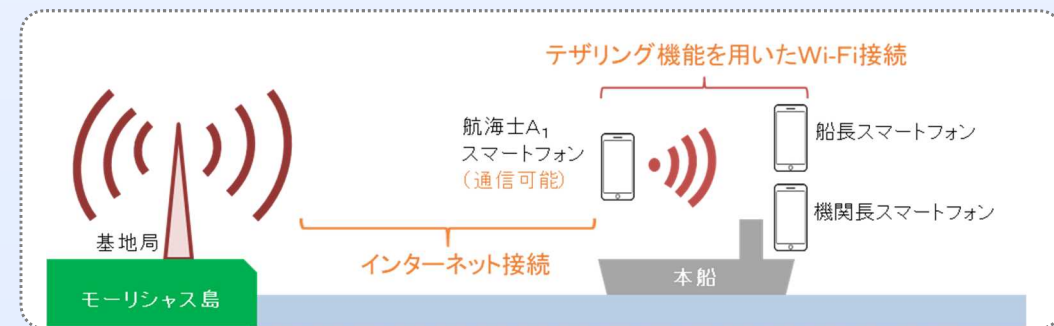 テザリング機能を用いたWi-Fi接続
航海士A₁
スマートフォン
（通信可能）
船長スマートフォン
機関長スマートフォン
基地局
インターネット接続
本船
モーリシャス島